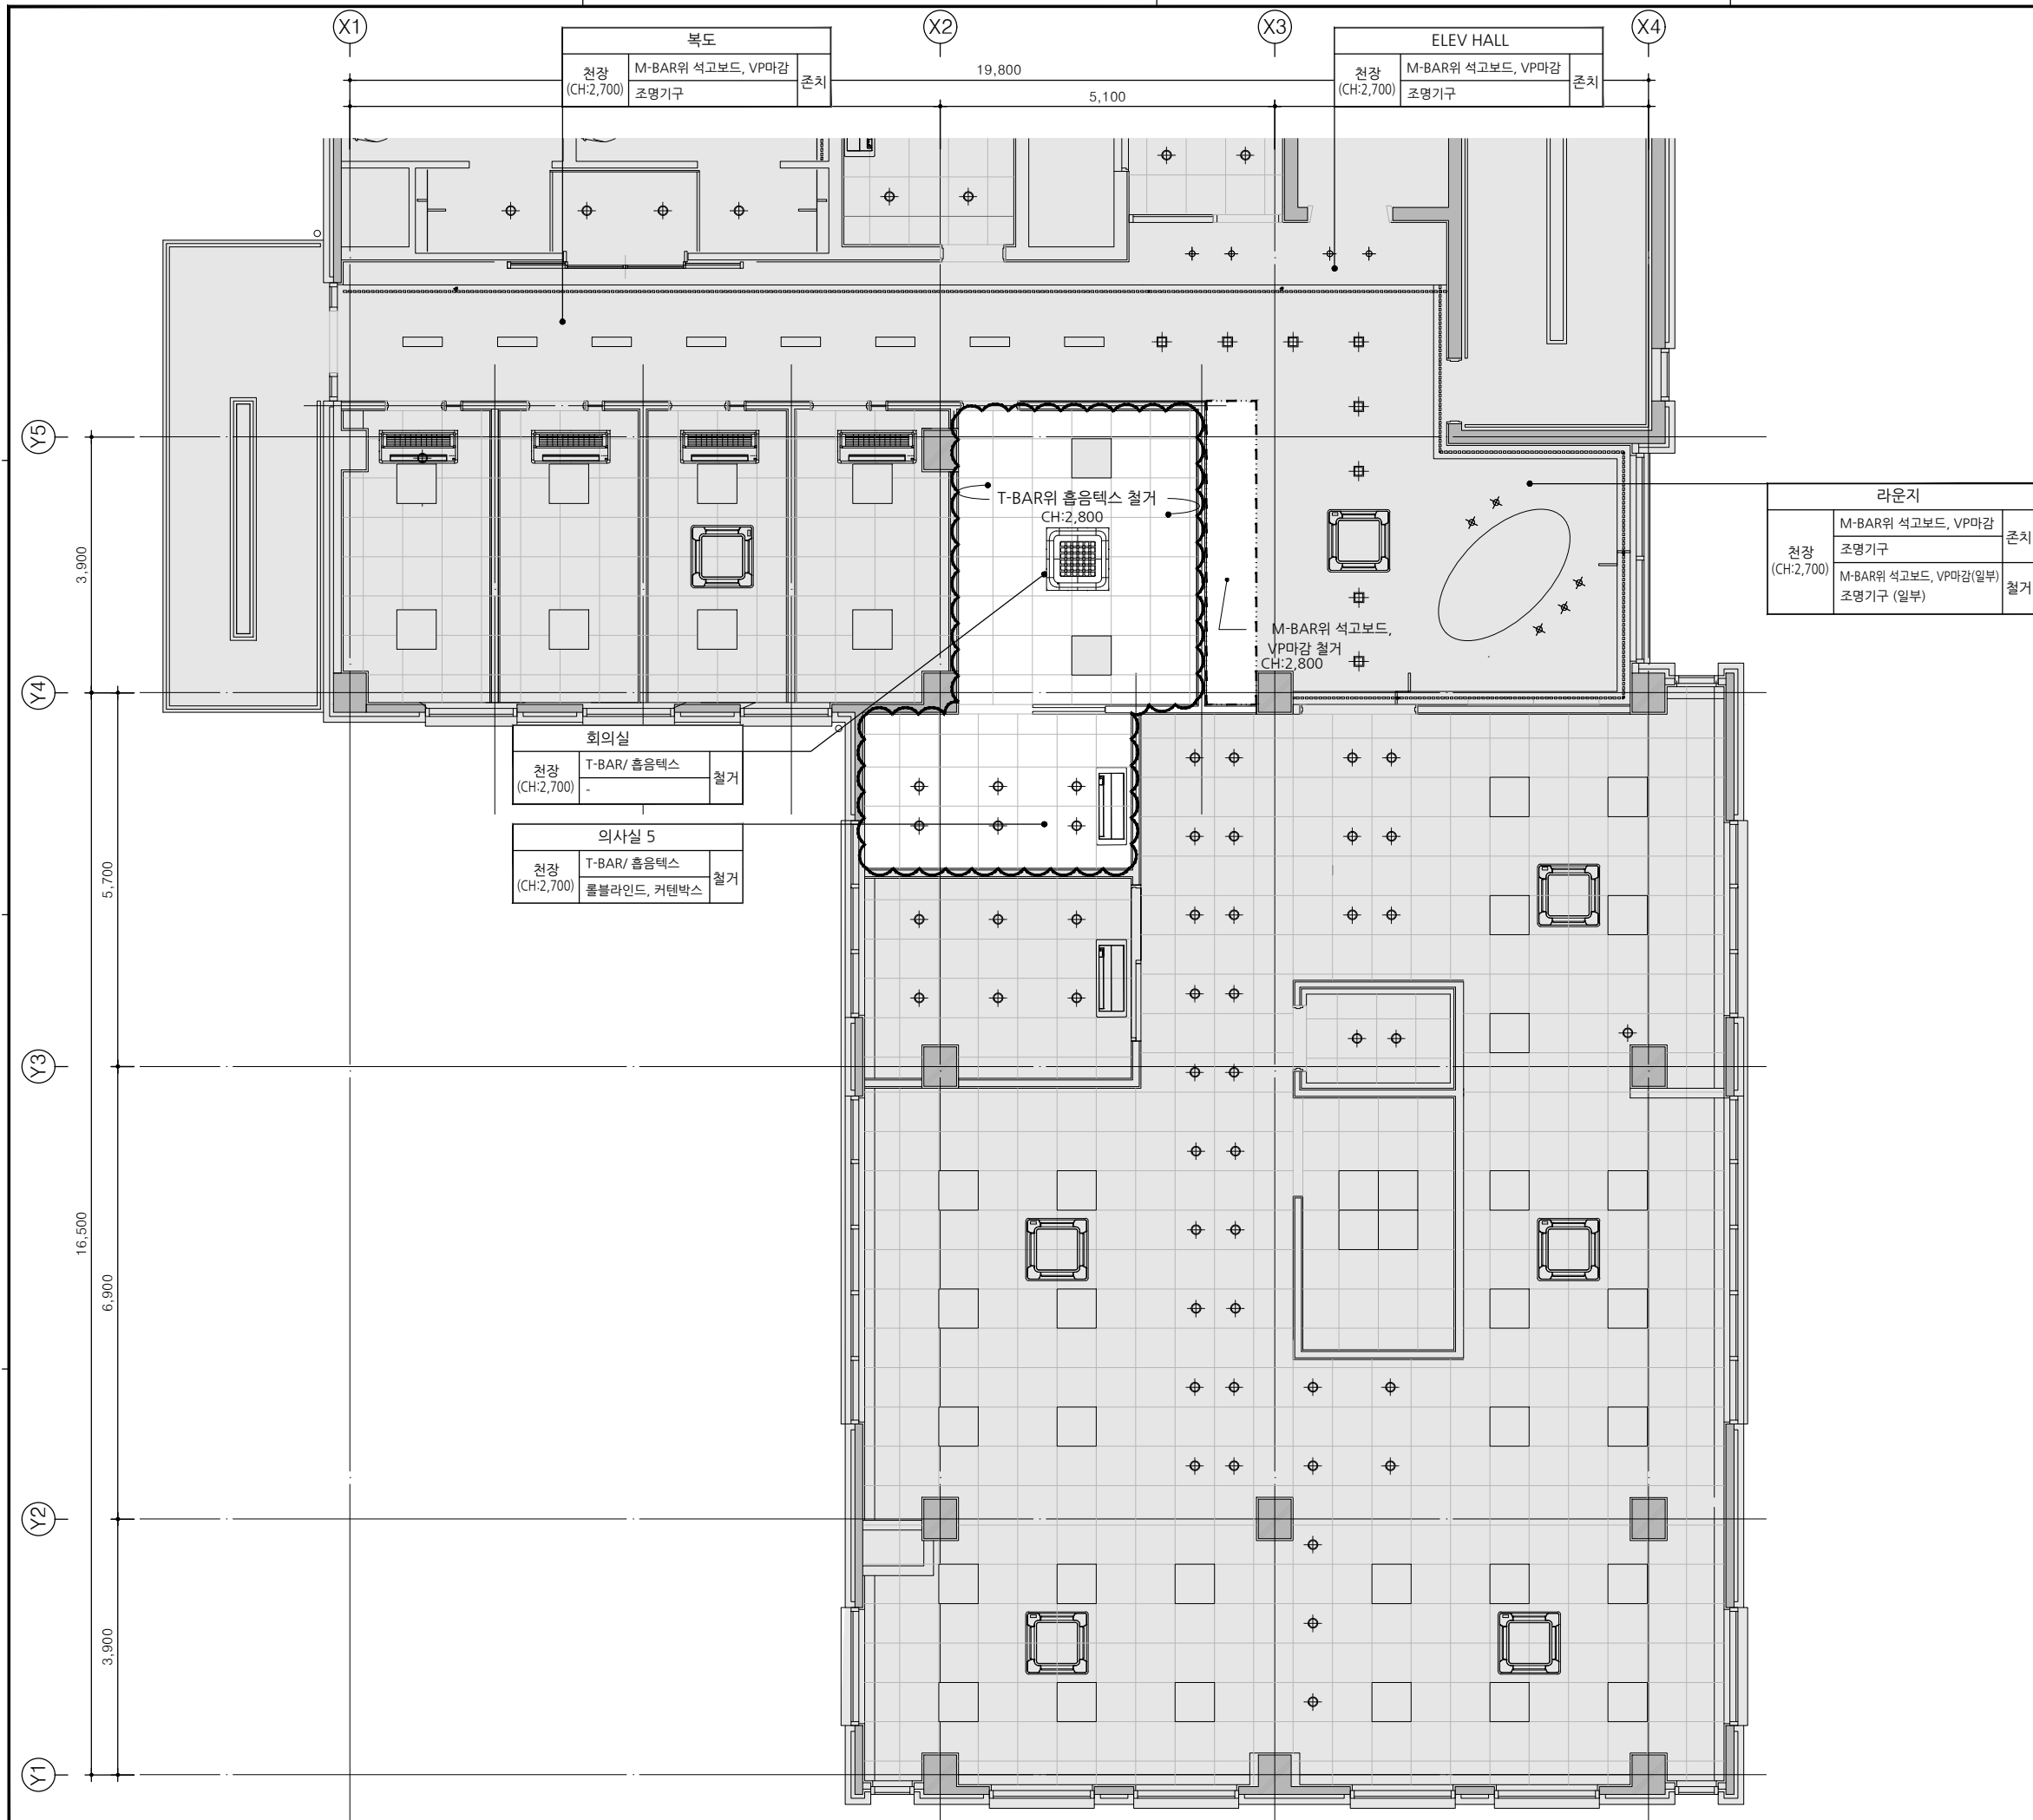 X1
X2
X3
X4
복도
천장
(CH:2,700)
M-BAR위 석고보드, VP마감
조명기구
존치
19,800
5,100
ELEV HALL
천장
(CH:2,700)
M-BAR위 석고보드, VP마감
조명기구
존치
Y5
3,900
T-BAR위 흡음텍스 철거
CH:2,800
라운지
천장
(CH:2,700)
M-BAR위 석고보드, VP마감
조명기구
존치
M-BAR위 석고보드, VP마감(일부)
조명기구 (일부)
철거
M-BAR위 석고보드,
VP마감 철거
CH:2,800
Y4
회의실
천장
(CH:2,700)
T-BAR/ 흡음텍스
-
철거
의사실 5
천장
(CH:2,700)
T-BAR/ 흡음텍스
롤블라인드, 커텐박스
철거
5,700
Y3
16,500
6,900
Y2
3,900
Y1